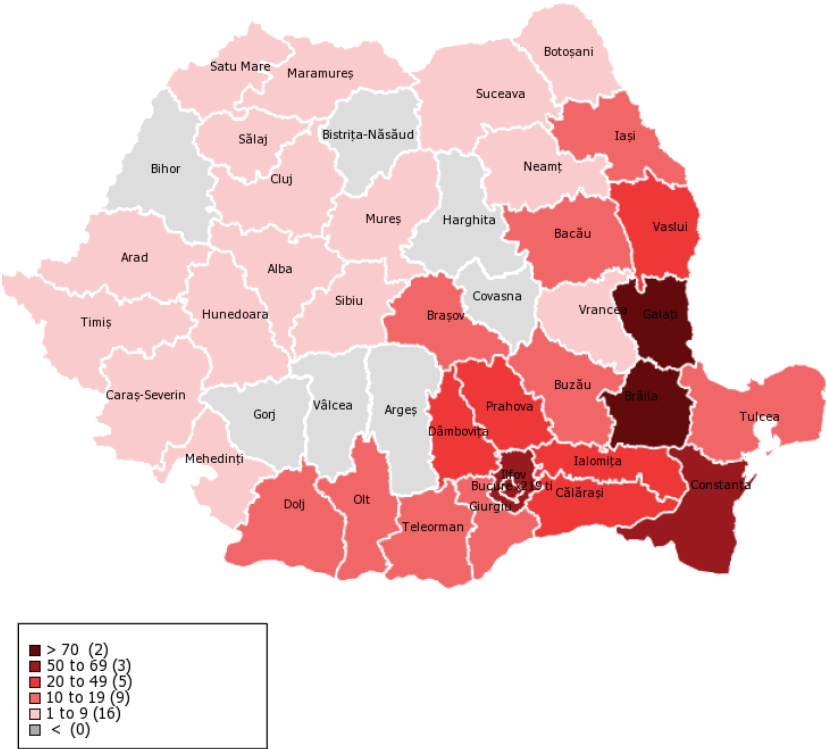 Botoșani
Satu Mare
Maramureș
Suceava
Bistrița-Năsăud
Iași
Sălaj
Bihor
Neamț
Cluj
Mureș
Harghita
Vaslui
Bacău
Arad
Alba
Covasna
Sibiu
Vrancea
Hunedoara
Brașov
Galați
Timiș
Buzău
Caraș-Severin
Brăila
Vâlcea
Prahova
Argeș
Gorj
Tulcea
Dâmbovița
Mehedinți
Ialomița
Ilfov
Constanța
Bucurex219ti
Călărași
Olt
Dolj
Giurgiu
Teleorman
> 70 (2)
50 to 69 (3)
20 to 49 (5)
10 to 19 (9)
1 to 9 (16)
< (0)